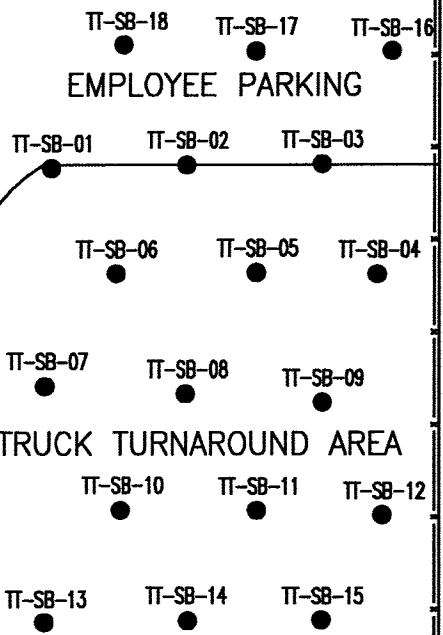 TT-SB-18 TT-SB-17 TT-SB-16
EMPLOYEE PARKING
TT-SB-01 TT-SB-02 TT-SB-03
TT-SB-06 TT-SB-05 TT-SB-04
TT-SB-07 TT-SB-08 TT-SB-09
TRUCK TURNAROUND AREA
TT-SB-10 TT-SB-11 TT-SB-12
TT-SB-13 TT-SB-14 TT-SB-15